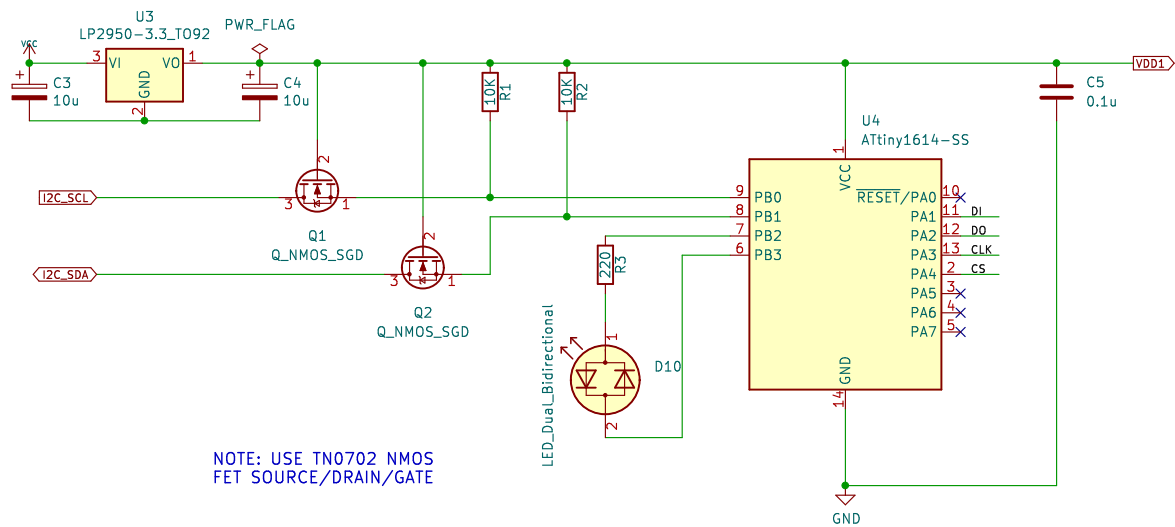 U3
LP2950-3.3_TO92
PWR_FLAG
VCC
3
VI
GND
VO
1
2
+
C3
10u
+
C4
10u
10K
R1
10K
R2
VDD1
C5
0.1u
U4
ATtiny1614-SS
1
VCC
I2C_SCL
3
2
1
Q1
Q_NMOS_SGD
I2C_SDA
3
2
1
Q2
Q_NMOS_SGD
9
PB0
8
PB1
7
PB2
6
PB3
RESET/PA0
10
PA1
11
DI
PA2
12
DO
PA3
13
CLK
PA4
2
CS
PA5
3
PA6
4
PA7
5
GND
14
GND
220
R3
1
D10
2
LED_Dual_Bidirectional
NOTE: USE TN0702 NMOS
FET SOURCE/DRAIN/GATE